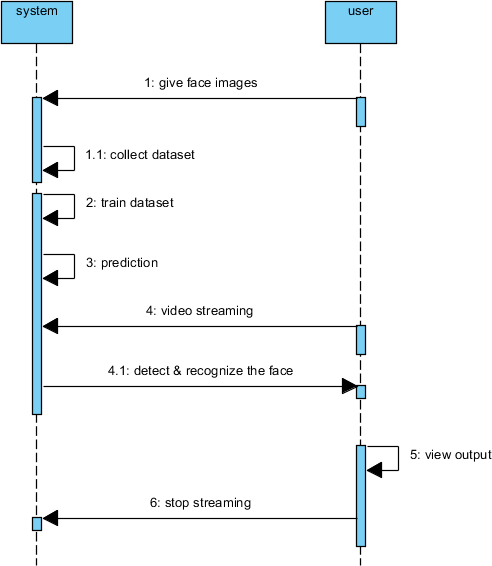 system
user
1: give face images
1.1: collect dataset
2: train dataset
3: prediction
4: video streaming
4.1: detect & recognize the face
5: view output
6: stop streaming